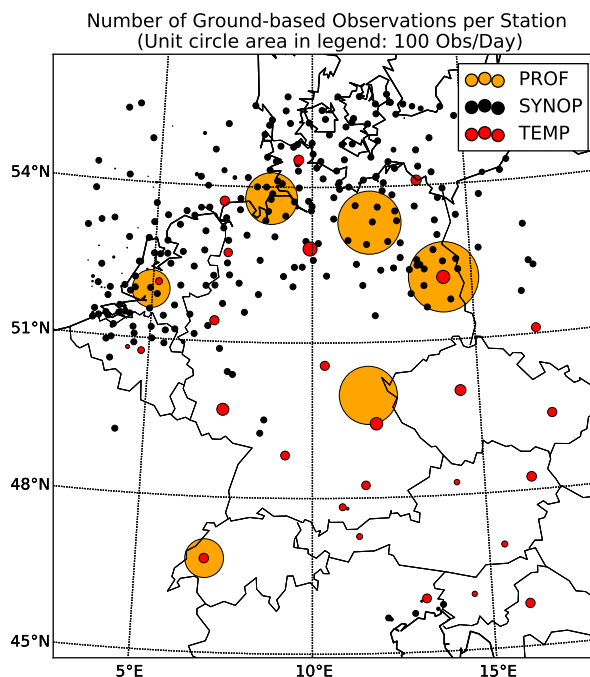 Number of Ground-based Observations per Station
(Unit circle area in legend: 100 Obs/Day)
PROF
SYNOP
TEMP
54°N
51°N
48°N
45°N
5°E
10°E
15°E